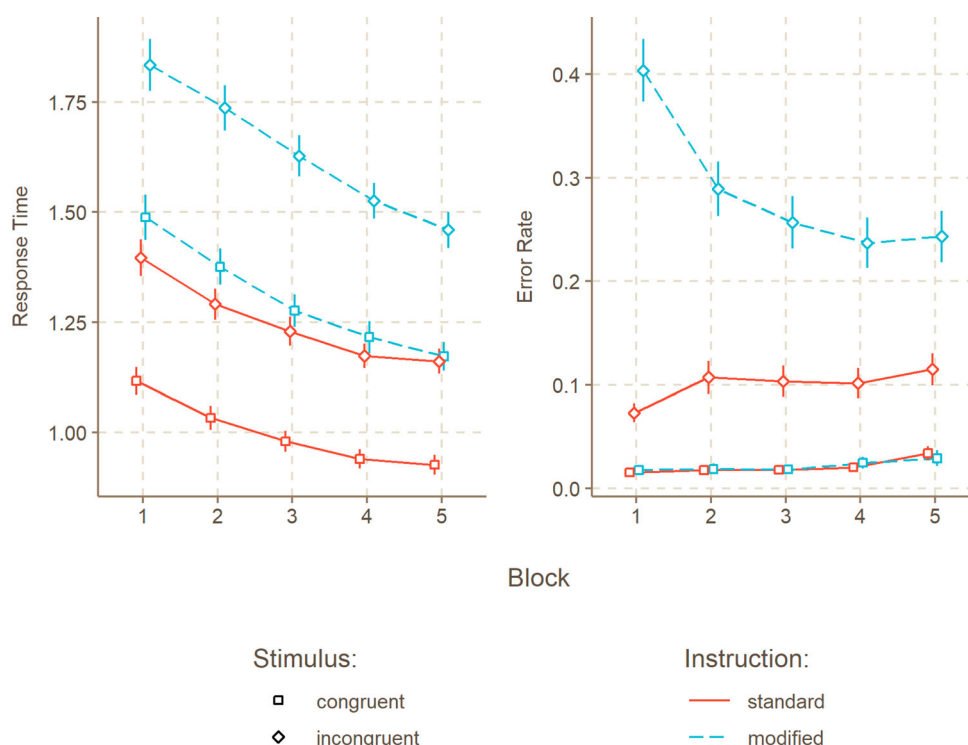 Response Time
1.75
1.50
1.25
1.00
1 2 3 4 5
Error Rate
0.4
0.3
0.2
0.1
0.0
1 2 3 4 5
Block
Stimulus:
congruent
incongruent
Instruction:
standard
modified